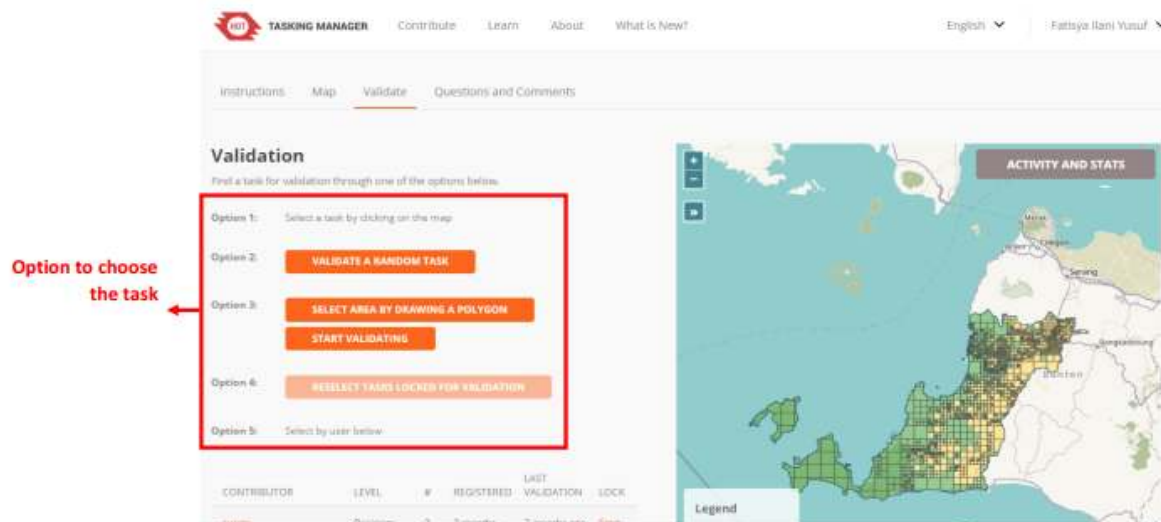 HOT TASKING MANAGER Contribute Learn About What is New? English Fatisya Ilani Yusuf
Instructions Map Validate Questions and Comments
Validation
Find a task for validation through one of the options below.
ACTIVITY AND STATS
Option 1: Select a task by clicking on the map
Option 2: VALIDATE A RANDOM TASK
Option to choose
the task
Option 3: SELECT AREA BY DRAWING A POLYGON
START VALIDATING
Option 4: RESELECT TASKS LOCKED FOR VALIDATION
Option 5: Select by user below
CONTRIBUTOR LEVEL # REGISTERED LAST VALIDATION LOCK
Merak
Cilegon
Serang
Banten
Legend